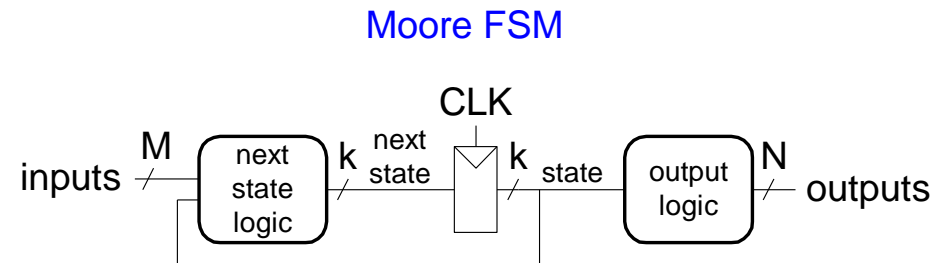 Moore FSM
CLK
inputs
M
next
state
logic
k
next
state
k
state
output
logic
N
outputs